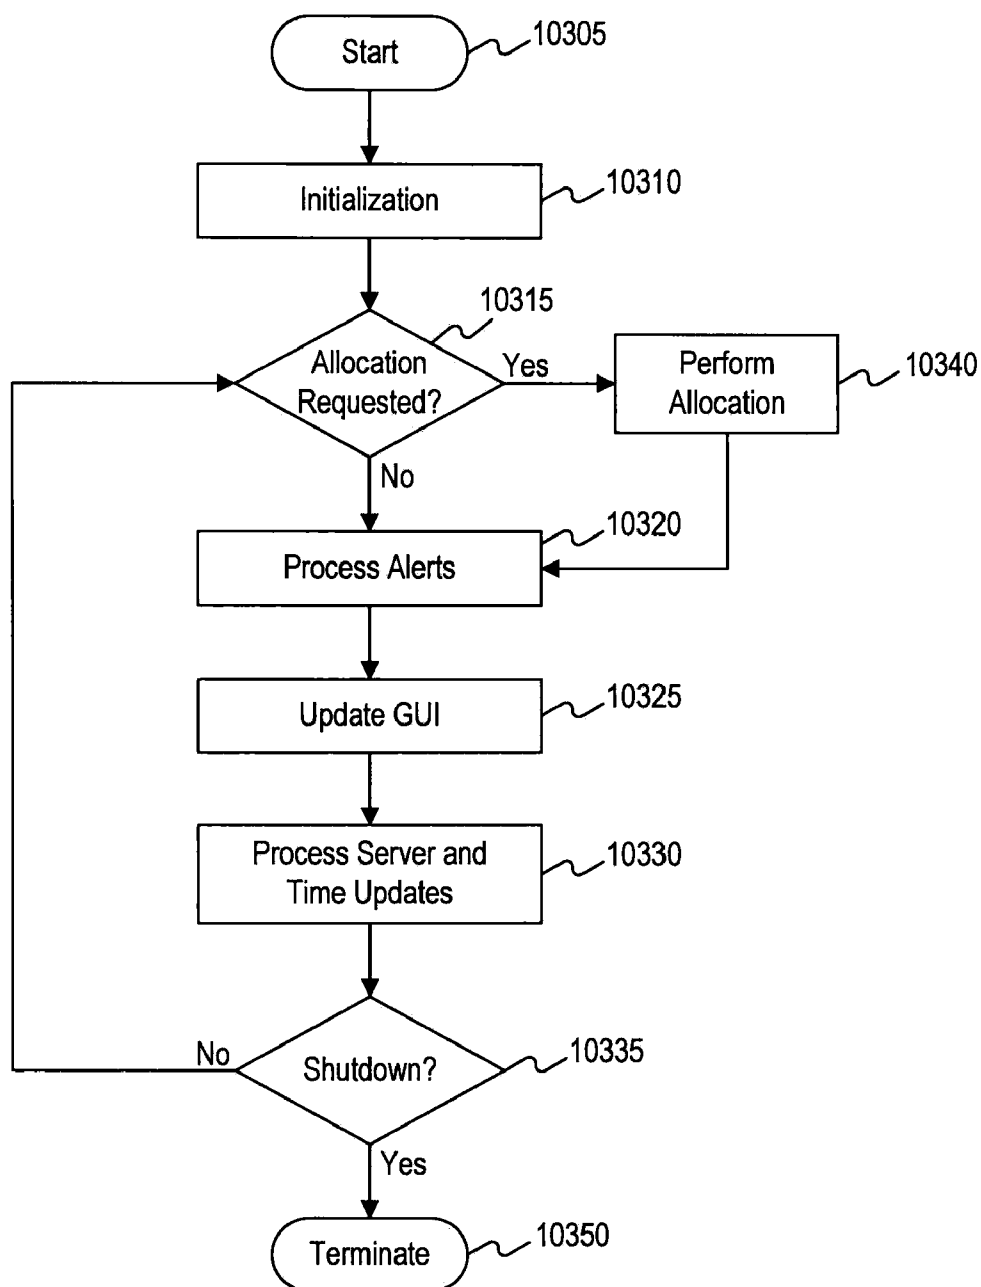 Start
10305
Initialization
10310
10315
Allocation
Requested?
Yes
Perform
Allocation
10340
No
10320
Process Alerts
10325
Update GUI
Process Server and
Time Updates
10330
No
Shutdown?
10335
Yes
Terminate
10350